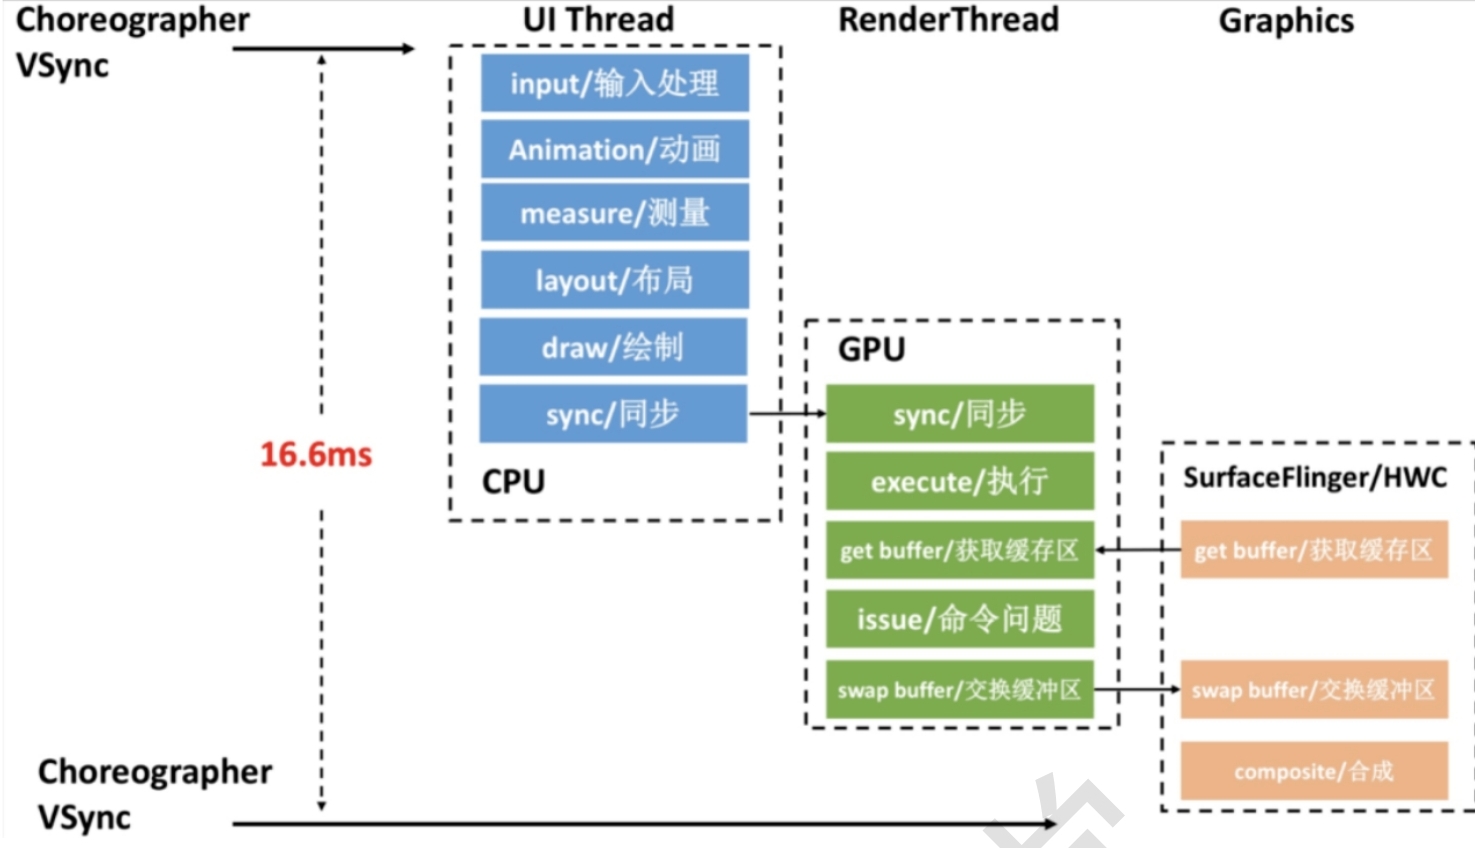 Choreographer
VSync
UI Thread
RenderThread
Graphics
input/输入处理
Animation/动画
measure/测量
layout/布局
draw/绘制
sync/同步
CPU
16.6ms
GPU
sync/同步
execute/执行
get buffer/获取缓存区
issue/命令问题
swap buffer/交换缓冲区
SurfaceFlinger/HWC
get buffer/获取缓存区
swap buffer/交换缓冲区
composite/合成
Choreographer
VSync